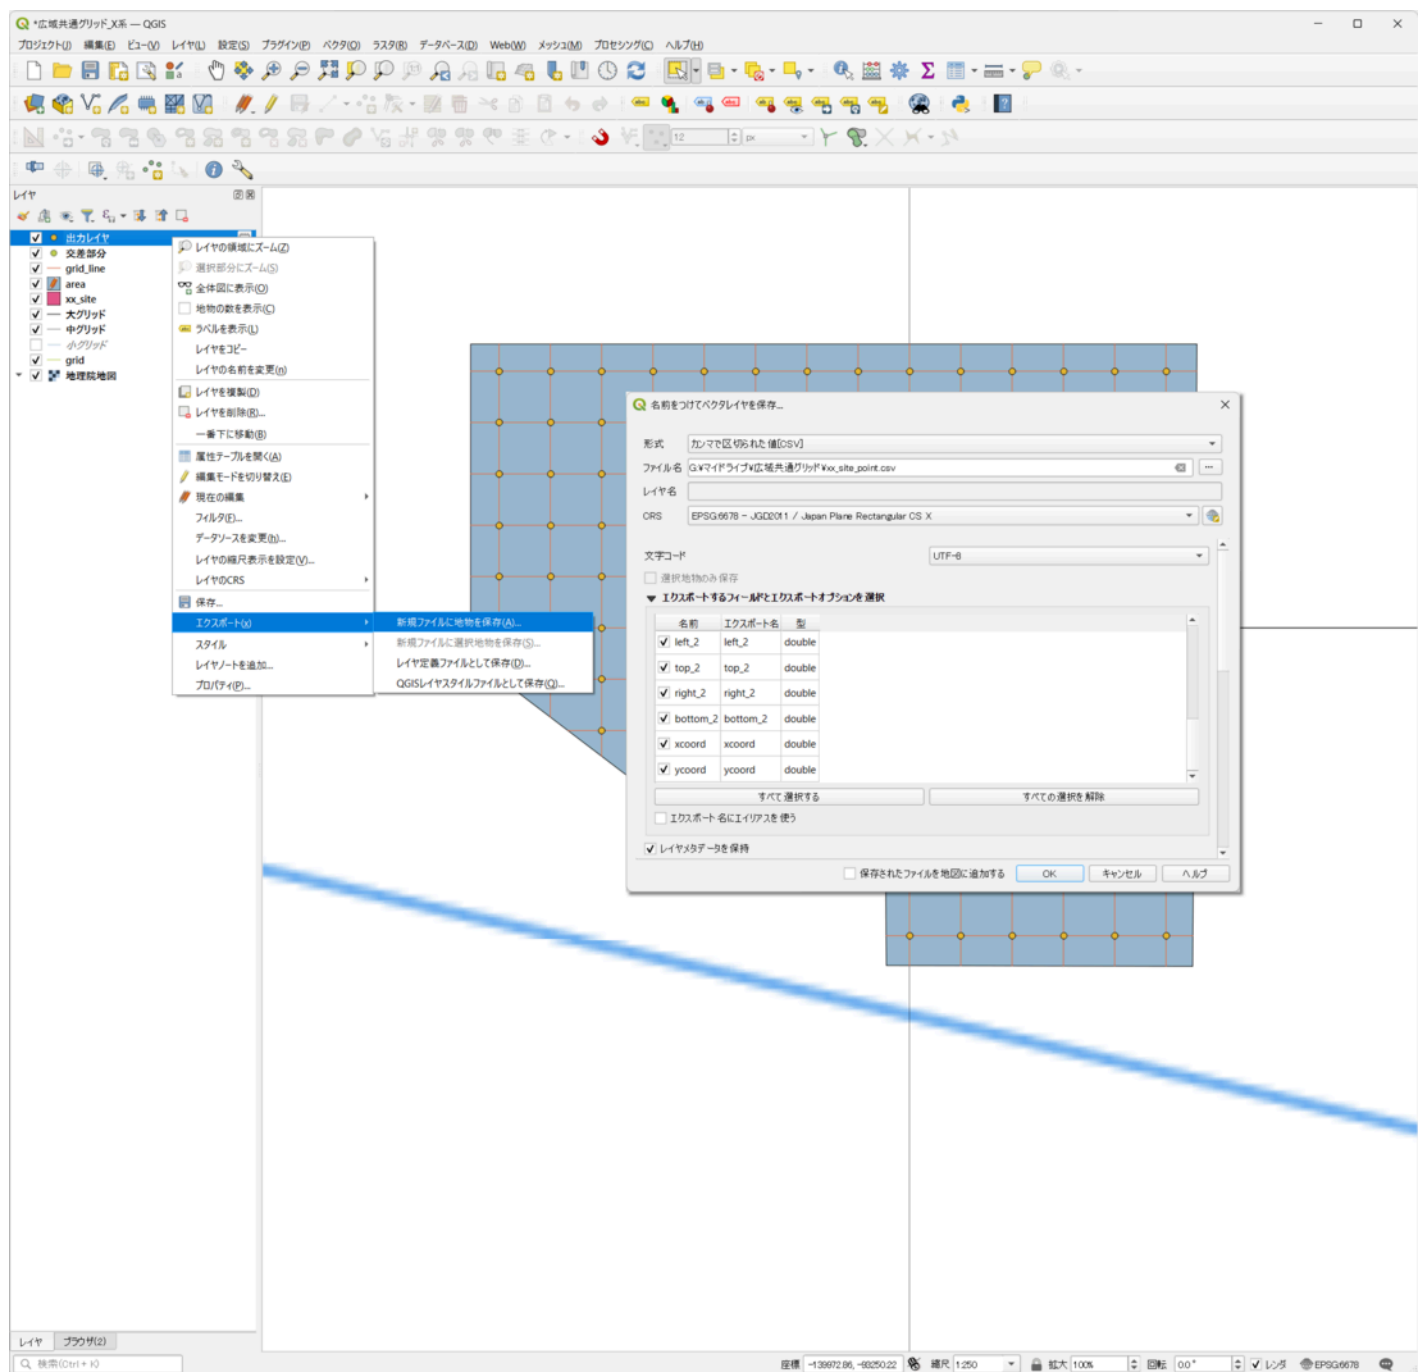 *広域共通グリッド_X系 — QGIS
プロジェクト(J) 編集(E) ビュー(V) レイヤ(L) 設定(S) プラグイン(P) ベクタ(O) ラスタ(R) データベース(D) Web(W) メッシュ(M) プロセシング(C) ヘルプ(H)
12 px
レイヤ
出力レイヤ
交差部分
grid_line
area
xx_site
大グリッド
中グリッド
小グリッド
grid
地理院地図
レイヤの領域にズーム(Z)
選択部分にズーム(S)
全体図に表示(O)
地物の数を表示(C)
ラベルを表示(L)
レイヤをコピー
レイヤの名前を変更(n)
レイヤを複製(D)
レイヤを削除(R)...
一番下に移動(B)
属性テーブルを開く(A)
編集モードを切り替え(E)
現在の編集
フィルタ(F)...
データソースを変更(h)...
レイヤの縮尺表示を設定(V)...
レイヤのCRS
保存...
エクスポート(x)
スタイル
レイヤノートを追加...
プロパティ(P)...
新規ファイルに地物を保存(A)...
新規ファイルに選択地物を保存(S)...
レイヤ定義ファイルとして保存(D)...
QGISレイヤスタイルファイルとして保存(Q)...
名前をつけてベクタレイヤを保存...
形式 カンマで区切られた値[CSV]
ファイル名 G:¥マイドライブ¥広域共通グリッド¥xx_site_point.csv
レイヤ名
CRS EPSG:6678 - JGD2011 / Japan Plane Rectangular CS X
文字コード UTF-8
選択地物のみ保存
エクスポートするフィールドとエクスポートオプションを選択
名前 エクスポート名 型
left_2 left_2 double
top_2 top_2 double
right_2 right_2 double
bottom_2 bottom_2 double
xcoord xcoord double
ycoord ycoord double
すべて選択する すべての選択を解除
エクスポート名にエイリアスを使う
レイヤメタデータを保持
保存されたファイルを地図に追加する OK キャンセル ヘルプ
レイヤ ブラウザ(2)
検索(Ctrl + K) 座標 -139972.86, -93250.22 縮尺 1:250 拡大 100% 回転 0.0° レンダ EPSG:6678